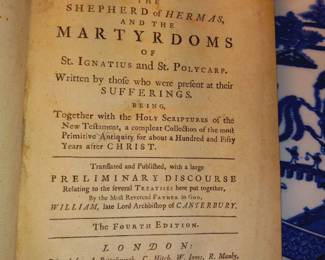 THE
SHEPHERD of HERMAS,
AND THE
MARTYRDOMS
OF
St. IGNATIUS and St. POLYCARP.
Written by those who were present at their
SUFFERINGS.
BEING,
Together with the HOLY SCRIPTURES of the
New Testament, a compleat Collection of the most
Primitive Antiquity for about a Hundred and Fifty
Years after CHRIST.
Translated and Published, with a large
PRELIMINARY DISCOURSE
Relating to the several TREATISES here put together,
By the Most Reverend FATHER in GOD,
WILLIAM, late Lord Archbishop of CANTERBURY.
The FOURTH EDITION.
LONDON:
C. Hitch, W. Innys, R. Manby,